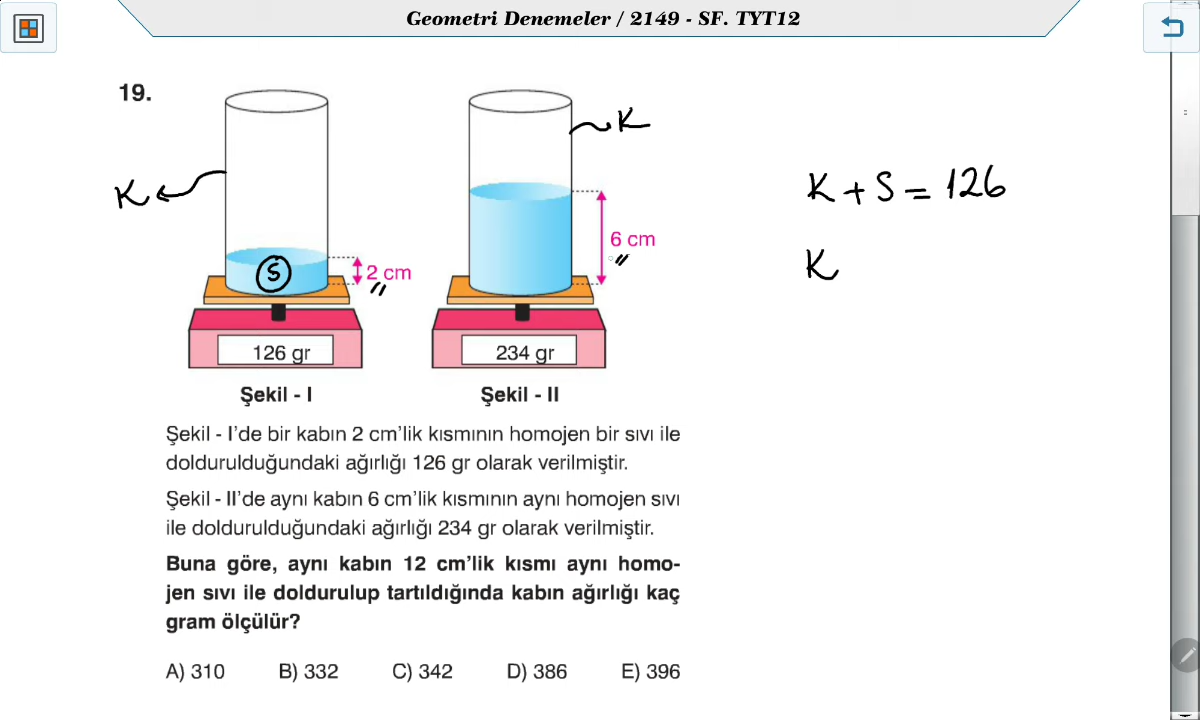 Geometri Denemeler / 2149 - SF. TYT12
19.
K
K
S
2 cm
6 cm
126 gr
234 gr
Şekil - I
Şekil - II
K + S = 126
K
Şekil - I'de bir kabın 2 cm'lik kısmının homojen bir sıvı ile
doldurulduğundaki ağırlığı 126 gr olarak verilmiştir.
Şekil - II'de aynı kabın 6 cm'lik kısmının aynı homojen sıvı
ile doldurulduğundaki ağırlığı 234 gr olarak verilmiştir.
Buna göre, aynı kabın 12 cm'lik kısmı aynı homo-
jen sıvı ile doldurulup tartıldığında kabın ağırlığı kaç
gram ölçülür?
A) 310 B) 332 C) 342 D) 386 E) 396